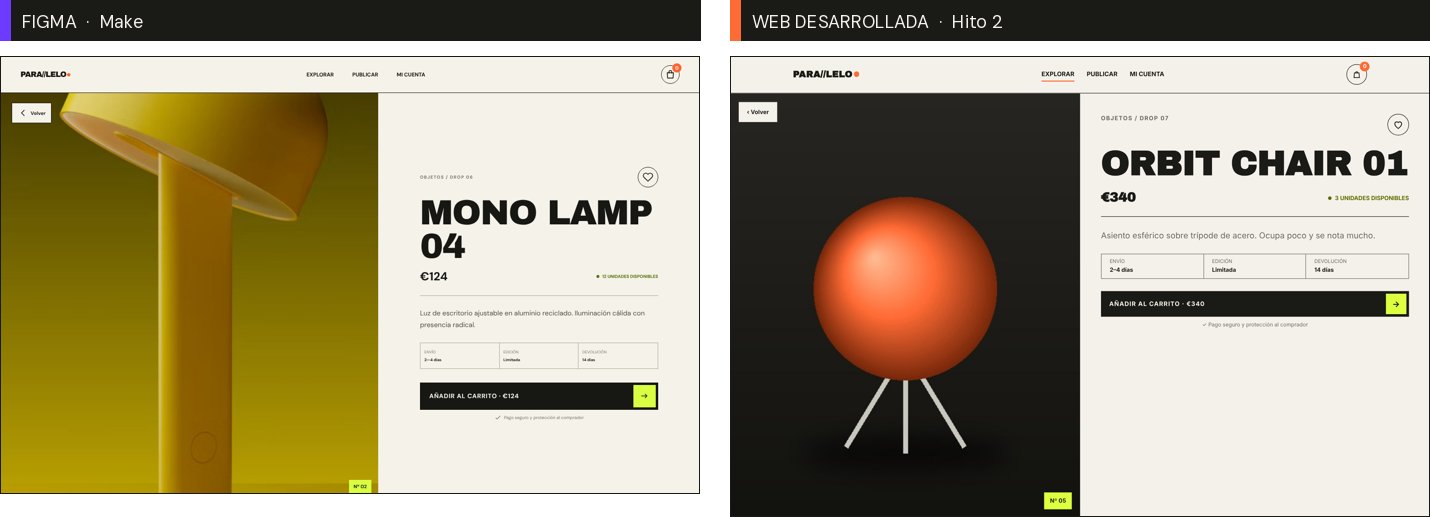 FIGMA · Make
PARA//LELO
EXPLORAR PUBLICAR MI CUENTA
0
Volver
OBJETOS / DROP 06
MONO LAMP
04
€124
12 UNIDADES DISPONIBLES
Luz de escritorio ajustable en aluminio reciclado. Iluminación cálida con
presencia radical.
ENVÍO EDICIÓN DEVOLUCIÓN
2—4 días Limitada 14 días
AÑADIR AL CARRITO · €124 →
✓ Pago seguro y protección al comprador
Nº 02
WEB DESARROLLADA · Hito 2
PARA//LELO
EXPLORAR PUBLICAR MI CUENTA
0
‹ Volver
OBJETOS / DROP 07
ORBIT CHAIR 01
€340
3 UNIDADES DISPONIBLES
Asiento esférico sobre trípode de acero. Ocupa poco y se nota mucho.
ENVÍO EDICIÓN DEVOLUCIÓN
2–4 días Limitada 14 días
AÑADIR AL CARRITO · €340 →
✓ Pago seguro y protección al comprador
Nº 05